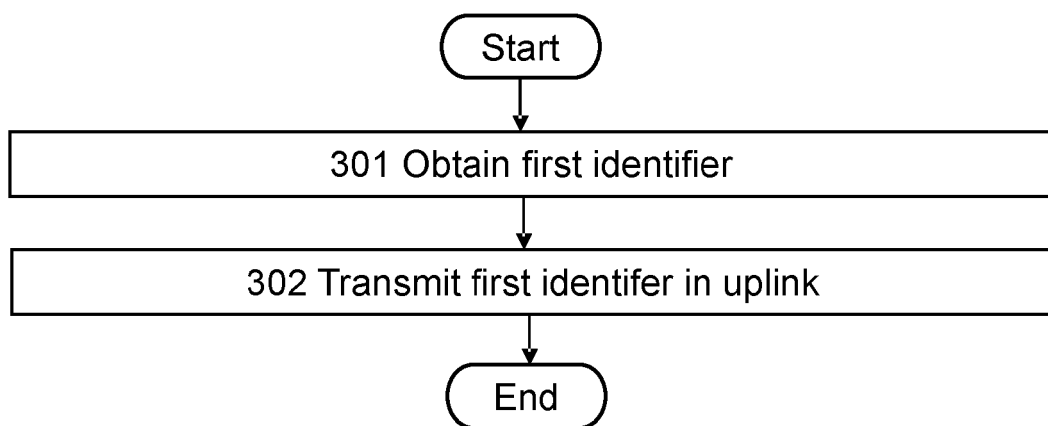 Start
301 Obtain first identifier
302 Transmit first identifer in uplink
End